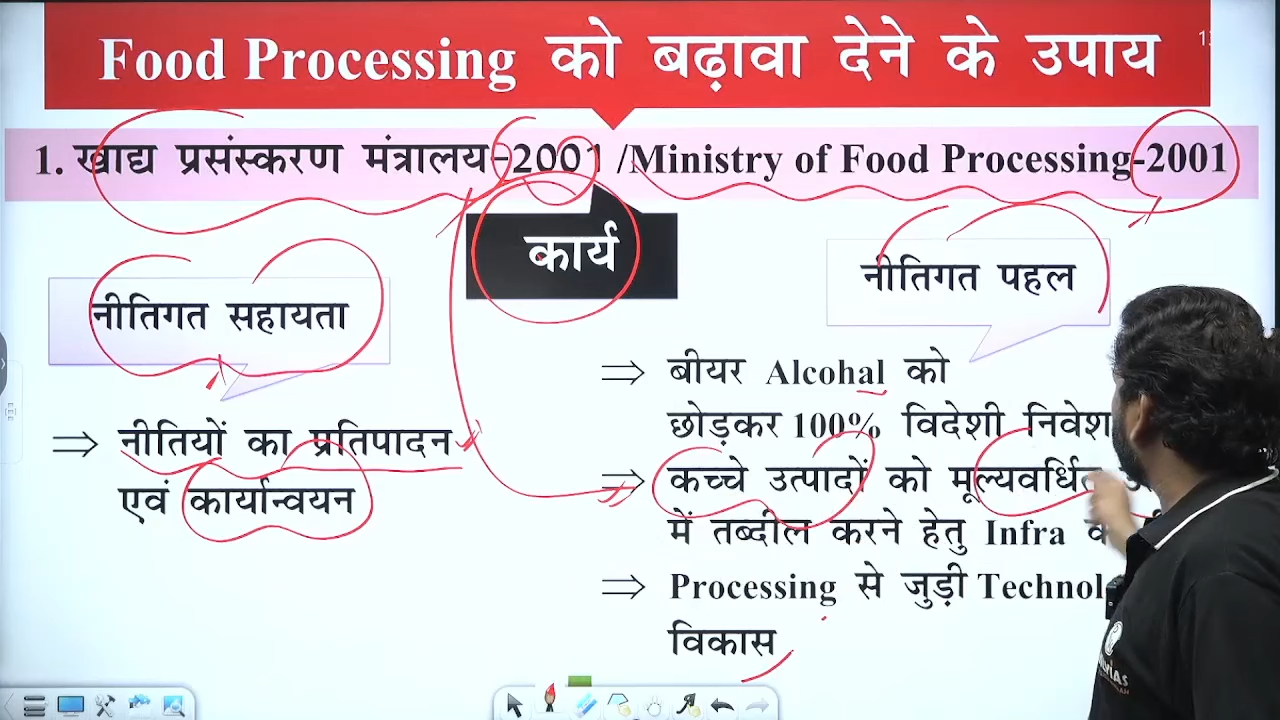 Food Processing को बढ़ावा देने के उपाय
1. खाद्य प्रसंस्करण मंत्रालय-2001 /Ministry of Food Processing-2001
कार्य
नीतिगत सहायता
नीतिगत पहल
⇒ नीतियों का प्रतिपादन
एवं कार्यान्वयन
⇒ बीयर Alcohal को
छोड़कर 100% विदेशी निवेश
⇒ कच्चे उत्पादों को मूल्यवर्धित
में तब्दील करने हेतु Infra
⇒ Processing से जुड़ी Technol
विकास